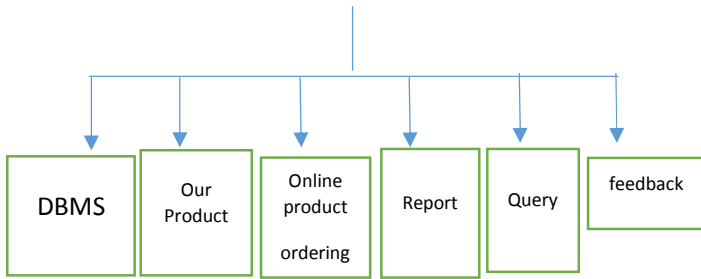 DBMS
Our
Product
Online
product
ordering
Report
Query
feedback